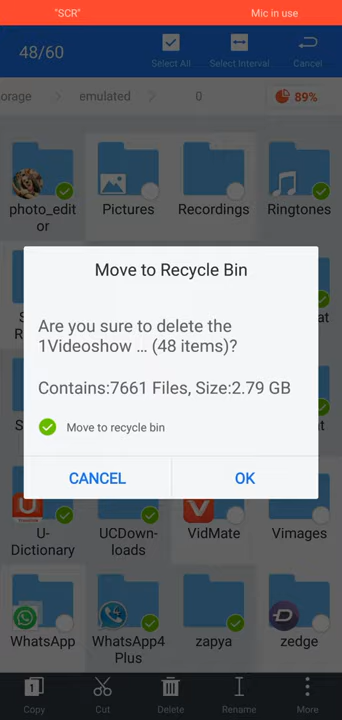 "SCR" Mic in use
48/60 Select All Select Interval Cancel
orage emulated 0 89%
photo_edit
or
Pictures Recordings Ringtones
Move to Recycle Bin
Are you sure to delete the
1Videoshow ... (48 items)?
Contains:7661 Files, Size:2.79 GB
Move to recycle bin
CANCEL OK
U-
Dictionary
UCDown-
loads
VidMate Vimages
WhatsApp
WhatsApp4
Plus
zapya zedge
Copy Cut Delete Rename More